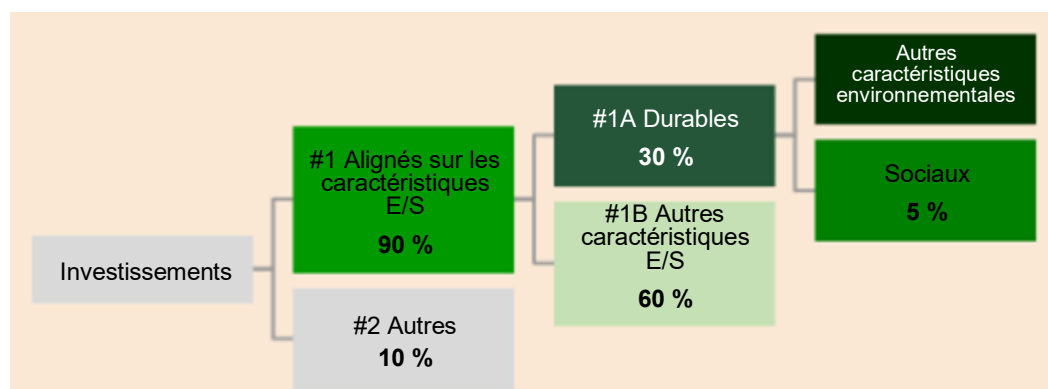 Investissements
#1 Alignés sur les
caractéristiques
E/S
90 %
#2 Autres
10 %
#1A Durables
30 %
#1B Autres
caractéristiques
E/S
60 %
Autres
caractéristiques
environnementales
Sociaux
5 %